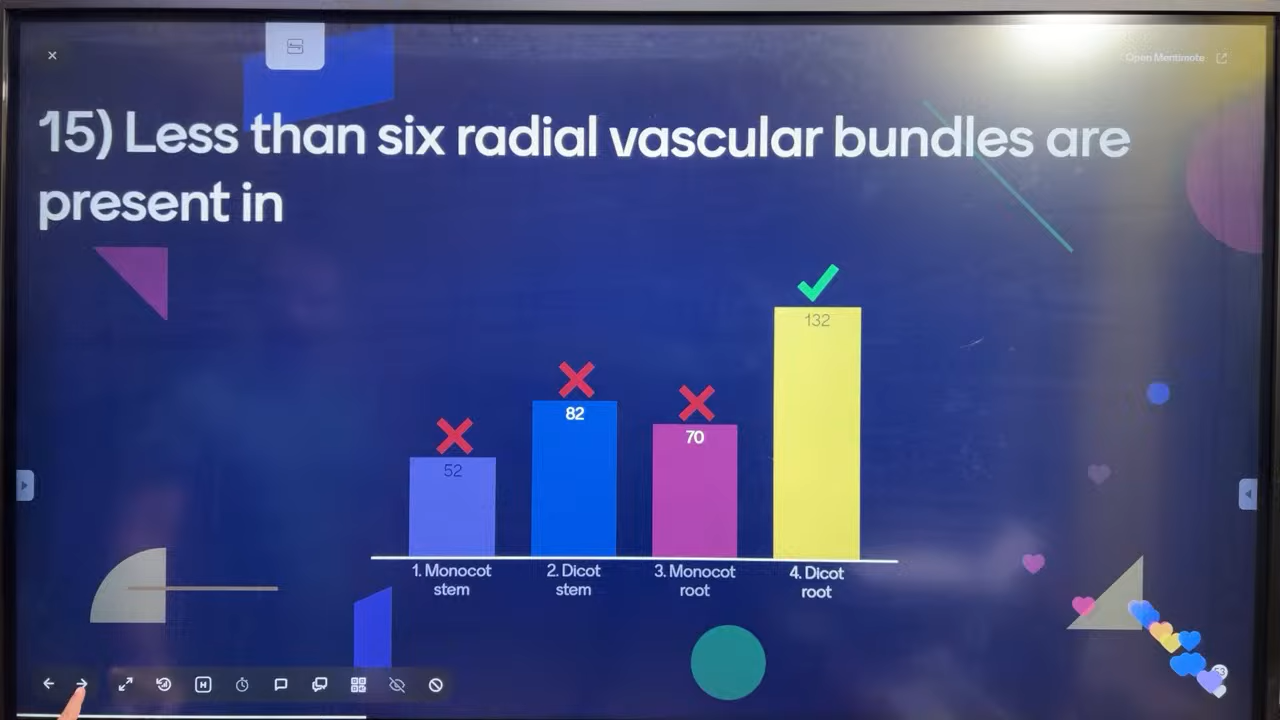 Open Mentimote
15) Less than six radial vascular bundles are
present in
132
82
70
52
1. Monocot
stem
2. Dicot
stem
3. Monocot
root
4. Dicot
root
H